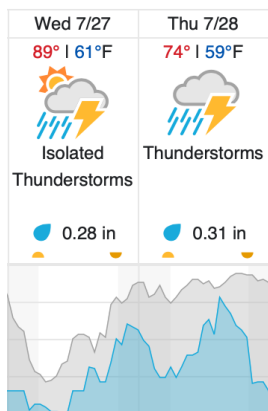 Wed 7/27 Thu 7/28
89° | 61°F 74° | 59°F
Isolated
Thunderstorms Thunderstorms
0.28 in 0.31 in